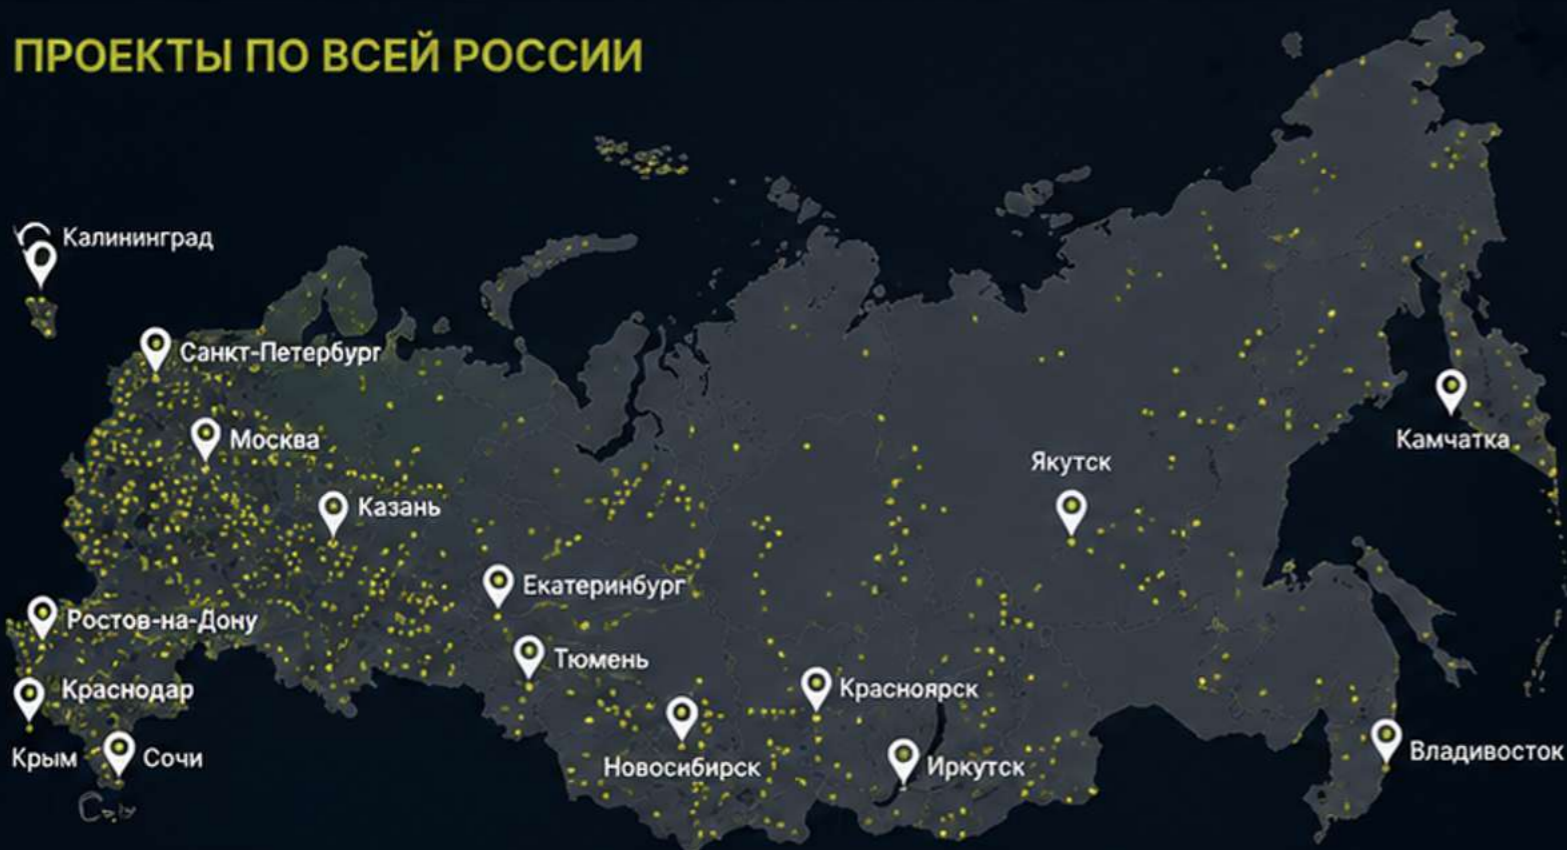 ПРОЕКТЫ ПО ВСЕЙ РОССИИ
Калининград
Санкт-Петербург
Москва
Казань
Якутск
Камчатка
Екатеринбург
Ростов-на-Дону
Тюмень
Краснодар
Красноярск
Крым
Сочи
Новосибирск
Иркутск
Владивосток